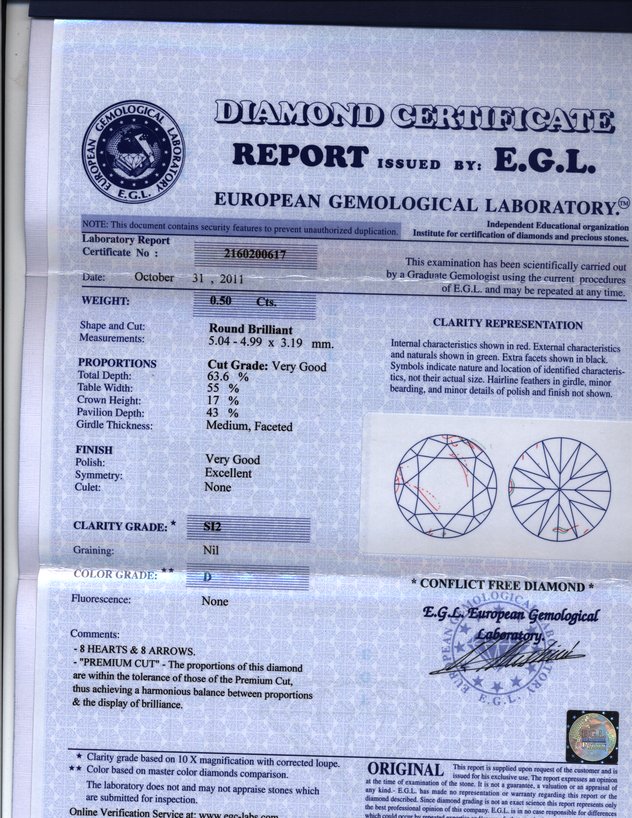 EUROPEAN GEMOLOGICAL LABORATORY
E.G.L.
DIAMOND CERTIFICATE
REPORT ISSUED BY: E.G.L.
EUROPEAN GEMOLOGICAL LABORATORY.™
NOTE: This document contains security features to prevent unauthorized duplication.
Independent Educational organization
Institute for certification of diamonds and precious stones.
Laboratory Report
Certificate No : 2160200617
Date: October 31 , 2011
This examination has been scientifically carried out
by a Graduate Gemologist using the current procedures
of E.G.L. and may be repeated at any time.
WEIGHT: 0.50 Cts.
Shape and Cut: Round Brilliant
Measurements: 5.04 - 4.99 x 3.19 mm.
PROPORTIONS Cut Grade: Very Good
Total Depth: 63.6 %
Table Width: 55 %
Crown Height: 17 %
Pavilion Depth: 43 %
Girdle Thickness: Medium, Faceted
FINISH
Polish: Very Good
Symmetry: Excellent
Culet: None
CLARITY GRADE: * SI2
Graining: Nil
COLOR GRADE: ** D
Fluorescence: None
Comments:
- 8 HEARTS & 8 ARROWS.
- "PREMIUM CUT" - The proportions of this diamond
are within the tolerance of those of the Premium Cut,
thus achieving a harmonious balance between proportions
& the display of brilliance.
CLARITY REPRESENTATION
Internal characteristics shown in red. External characteristics
and naturals shown in green. Extra facets shown in black.
Symbols indicate nature and location of identified characteris-
tics, not their actual size. Hairline feathers in girdle, minor
bearding, and minor details of polish and finish not shown.
* CONFLICT FREE DIAMOND *
E.G.L. European Gemological
Laboratory.
E.G.L.
★ Clarity grade based on 10 X magnification with corrected loupe.
★★ Color based on master color diamonds comparison.
The laboratory does not and may not appraise stones which
are submitted for inspection.
Online Verification Service at: www.egc-labs.com
ORIGINAL This report is supplied upon request of the customer and is
issued for his exclusive use. The report expresses an opinion
at the time of examination of the stone. It is not a guarantee, a valuation or an appraisal of
any kind.- E.G.L. has made no representation or warranty regarding this report or the
diamond described. Since diamond grading is not an exact science this report represents only
the best professional opinion of this company. E.G.L. is in no case responsible for differences
which could occur by repeated